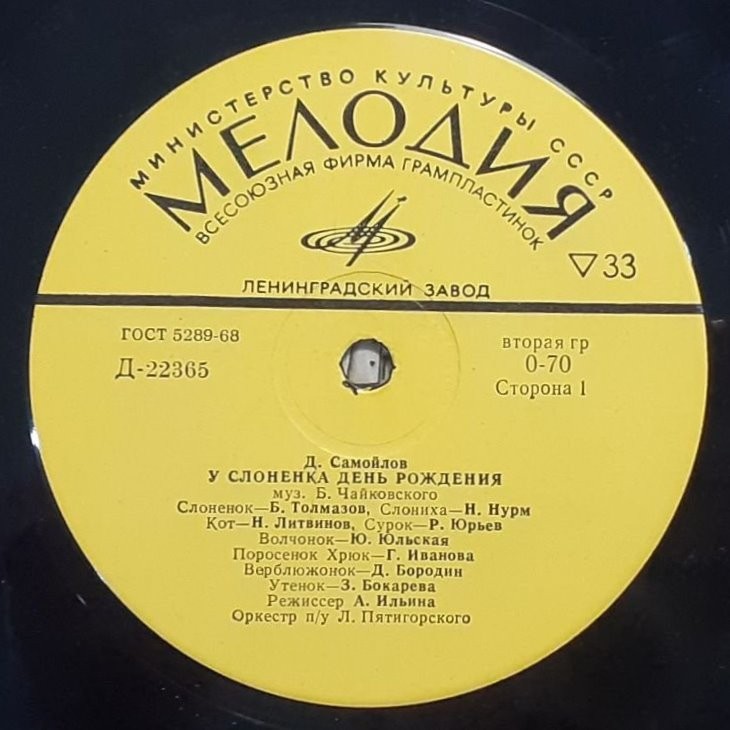 МИНИСТЕРСТВО КУЛЬТУРЫ СССР
МЕЛОДИЯ
ВСЕСОЮЗНАЯ ФИРМА ГРАМПЛАСТИНОК
▽33
ЛЕНИНГРАДСКИЙ ЗАВОД
ГОСТ 5289-68
Д-22365
вторая гр
0-70
Сторона 1
Д. Самойлов
У СЛОНЕНКА ДЕНЬ РОЖДЕНИЯ
муз. Б. Чайковского
Слоненок—Б. Толмазов, Слониха—Н. Нурм
Кот—Н. Литвинов, Сурок—Р. Юрьев
Волчонок—Ю. Юльская
Поросенок Хрюк—Г. Иванова
Верблюжонок—Д. Бородин
Утенок—З. Бокарева
Режиссер А. Ильина
Оркестр п/у Л. Пятигорского